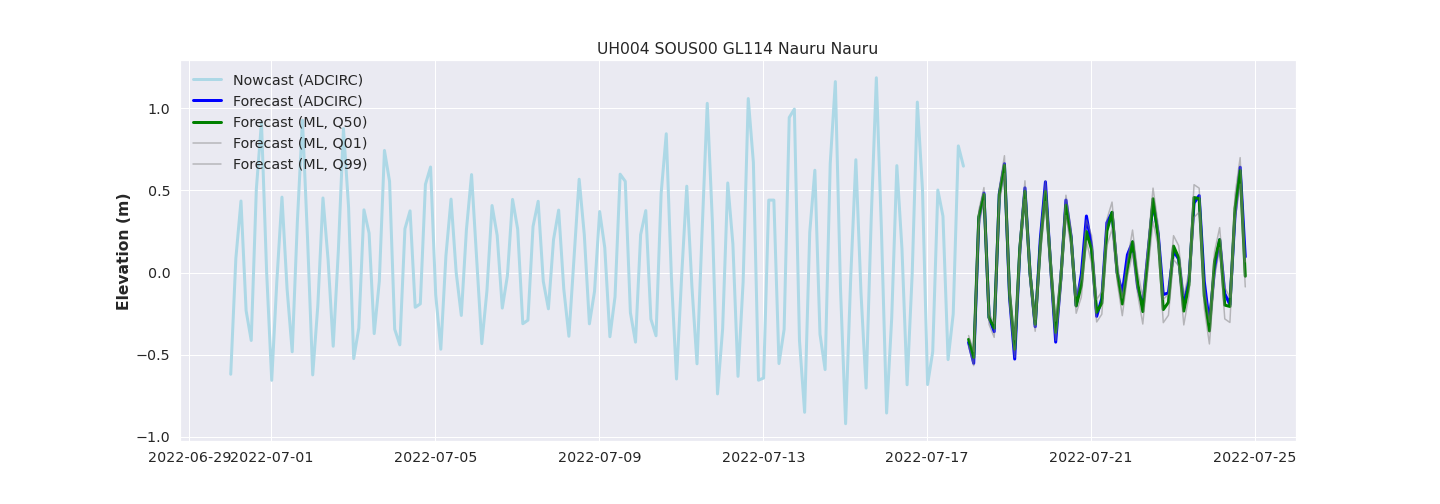 UH004 SOUS00 GL114 Nauru Nauru
Nowcast (ADCIRC)
Forecast (ADCIRC)
Forecast (ML, Q50)
Forecast (ML, Q01)
Forecast (ML, Q99)
Elevation (m)
1.0
0.5
0.0
−0.5
−1.0
2022-06-29 2022-07-01 2022-07-05 2022-07-09 2022-07-13 2022-07-17 2022-07-21 2022-07-25